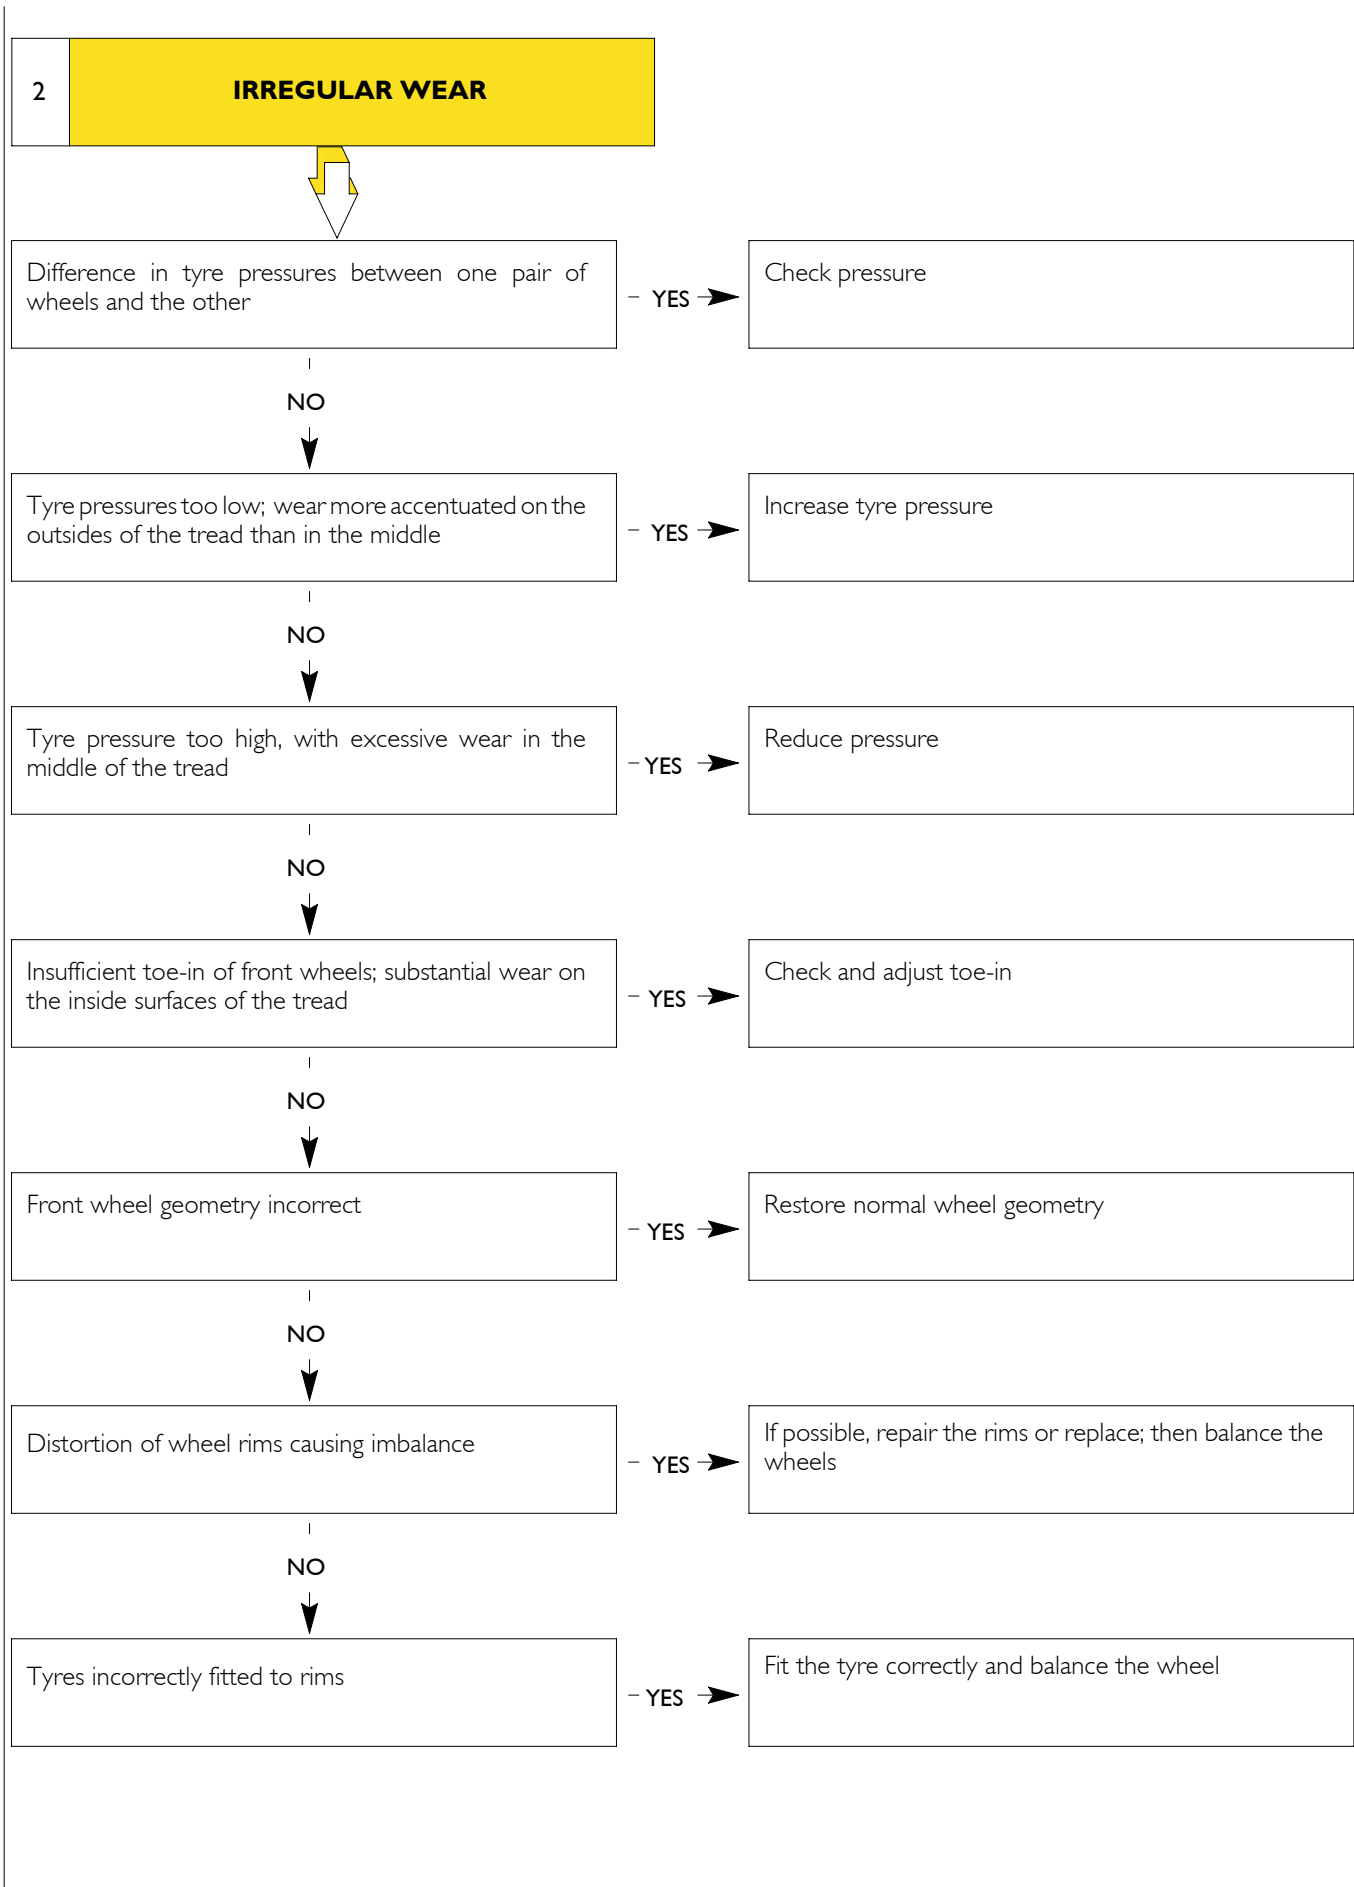 2
IRREGULAR WEAR
Difference in tyre pressures between one pair of
wheels and the other
YES
Check pressure
NO
Tyre pressures too low; wear more accentuated on the
outsides of the tread than in the middle
YES
Increase tyre pressure
NO
Tyre pressure too high, with excessive wear in the
middle of the tread
YES
Reduce pressure
NO
Insufficient toe-in of front wheels; substantial wear on
the inside surfaces of the tread
YES
Check and adjust toe-in
NO
Front wheel geometry incorrect
YES
Restore normal wheel geometry
NO
Distortion of wheel rims causing imbalance
YES
If possible, repair the rims or replace; then balance the
wheels
NO
Tyres incorrectly fitted to rims
YES
Fit the tyre correctly and balance the wheel